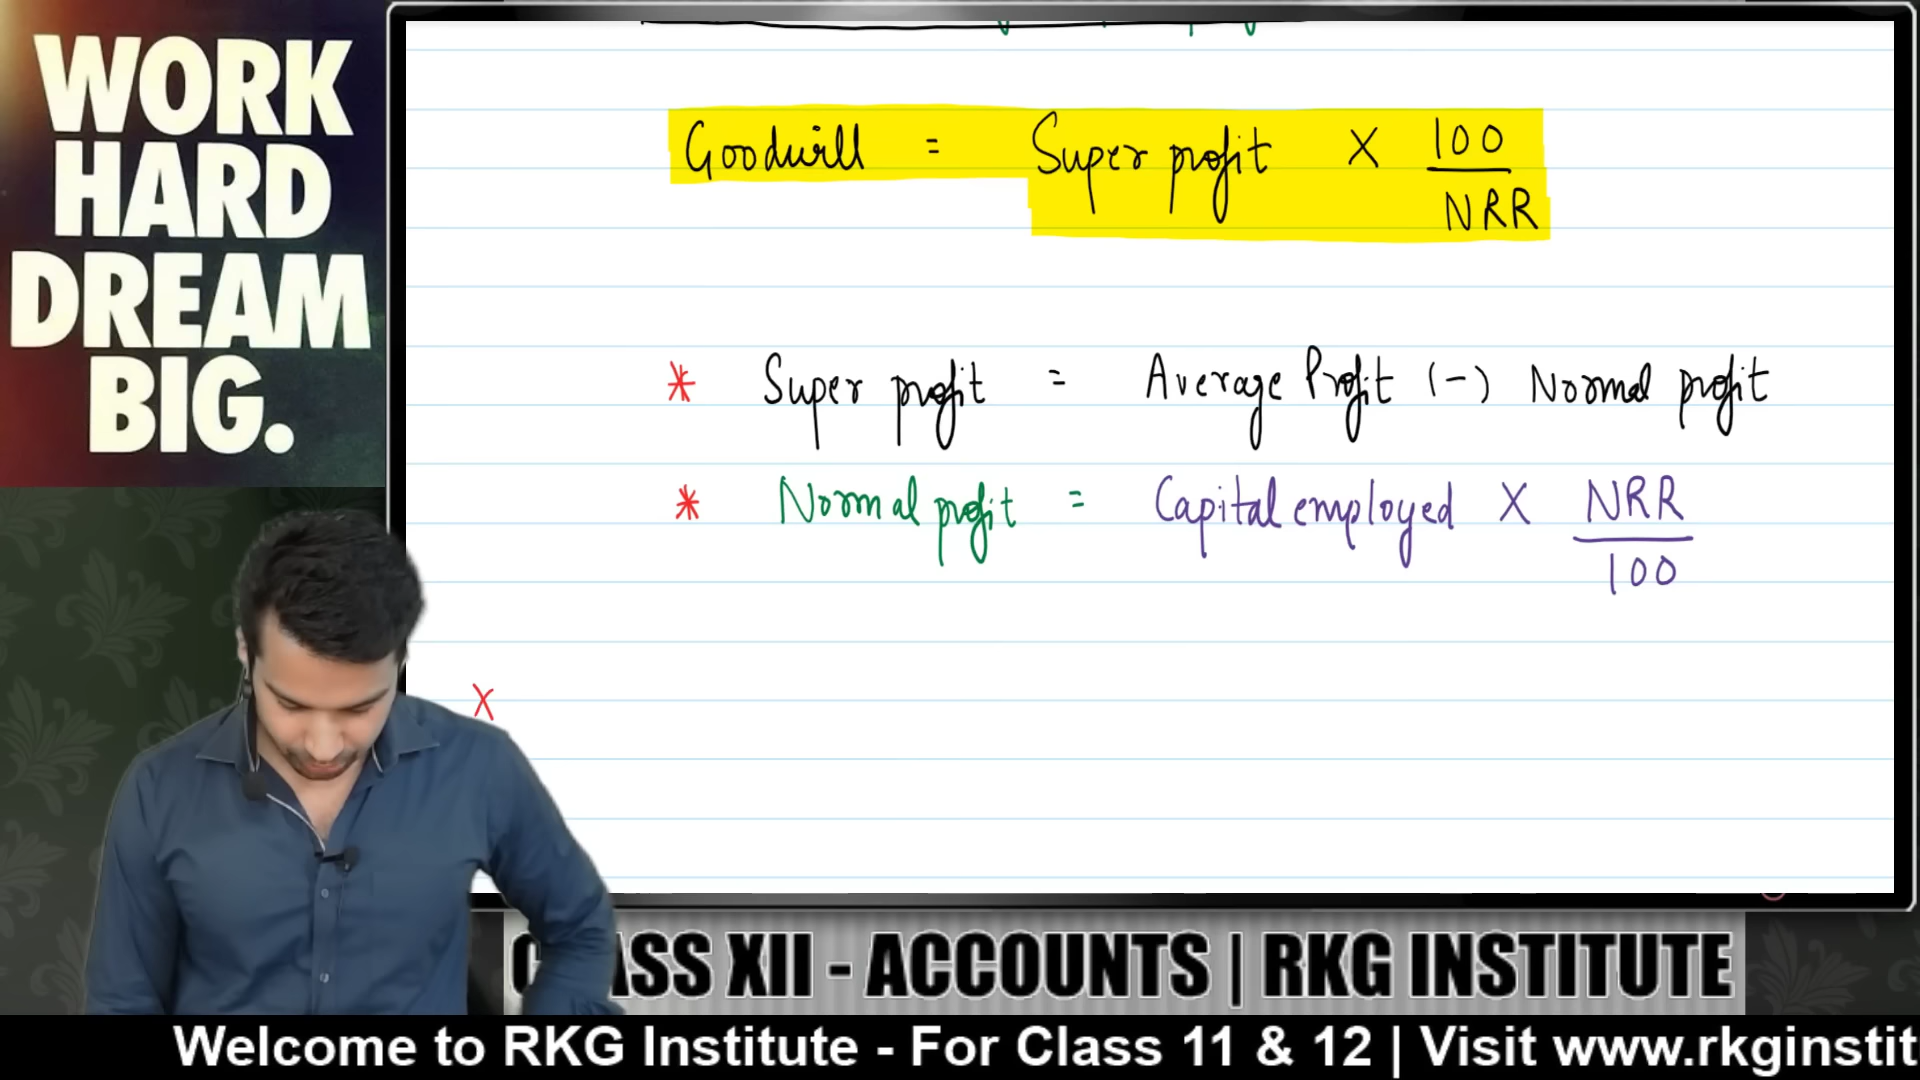 WORK
HARD
DREAM
BIG.
Goodwill = Super profit X 100
NRR
* Super profit = Average Profit (-) Normal profit
* Normal profit = Capital employed X NRR
100
X
ASS XII - ACCOUNTS | RKG INSTITUTE
Welcome to RKG Institute - For Class 11 & 12 | Visit www.rkginstit